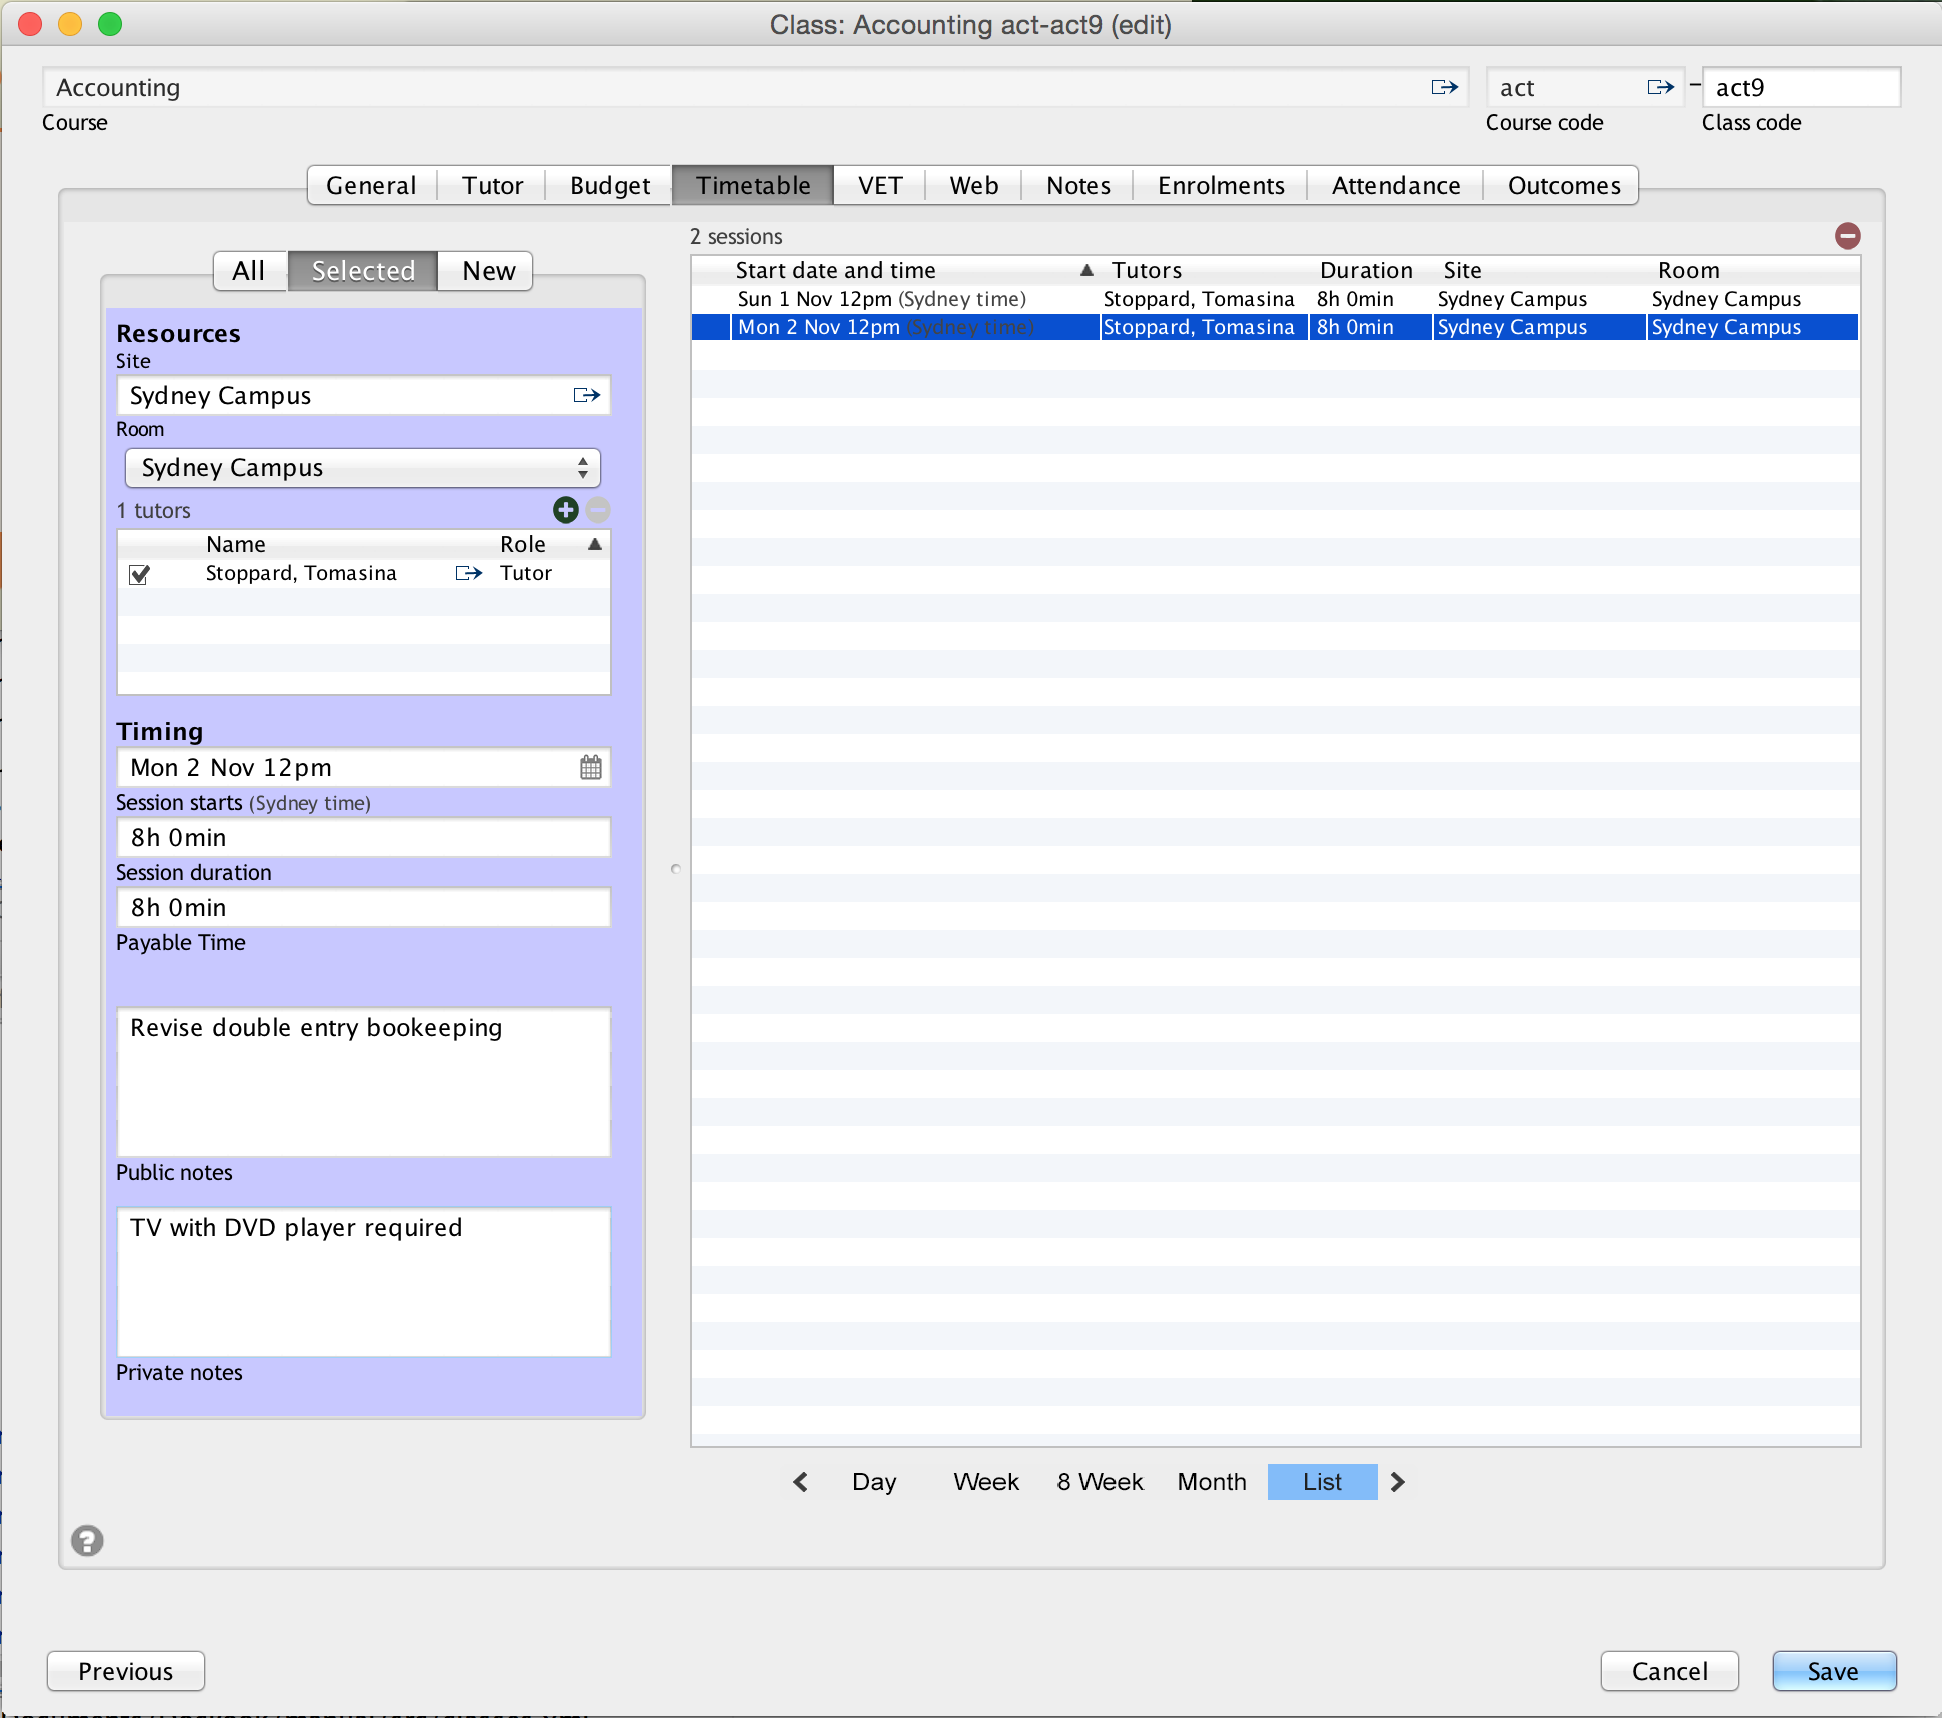 Class: Accounting act-act9 (edit)
Accounting act – act9
Course Course code Class code
General Tutor Budget Timetable VET Web Notes Enrolments Attendance Outcomes
All Selected New
Resources
Site
Sydney Campus
Room
Sydney Campus
1 tutors
Name Role
Stoppard, Tomasina Tutor
Timing
Mon 2 Nov 12pm
Session starts (Sydney time)
8h 0min
Session duration
8h 0min
Payable Time
Revise double entry bookeeping
Public notes
TV with DVD player required
Private notes
2 sessions
Start date and time Tutors Duration Site Room
Sun 1 Nov 12pm (Sydney time) Stoppard, Tomasina 8h 0min Sydney Campus Sydney Campus
Mon 2 Nov 12pm (Sydney time) Stoppard, Tomasina 8h 0min Sydney Campus Sydney Campus
Day Week 8 Week Month List
?
Previous Cancel Save